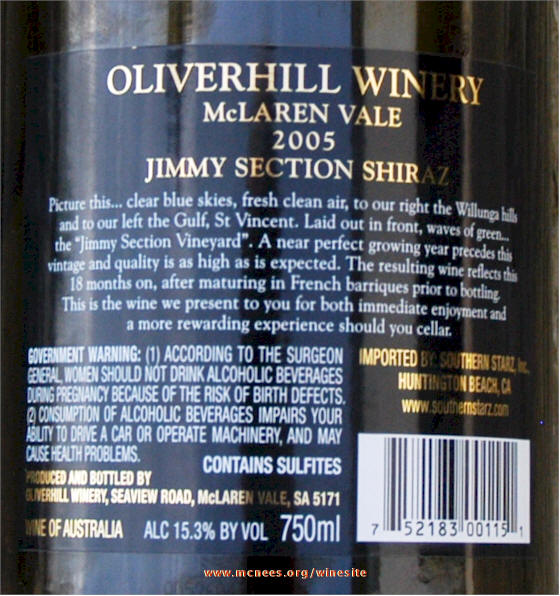 OLIVERHILL WINERY
McLAREN VALE
2005
JIMMY SECTION SHIRAZ
Picture this... clear blue skies, fresh clean air, to our right the Willunga hills
and to our left the Gulf, St Vincent. Laid out in front, waves of green...
the "Jimmy Section Vineyard". A near perfect growing year precedes this
vintage and quality is as high as is expected. The resulting wine reflects this
18 months on, after maturing in French barriques prior to bottling.
This is the wine we present to you for both immediate enjoyment and
a more rewarding experience should you cellar.
GOVERNMENT WARNING: (1) ACCORDING TO THE SURGEON
GENERAL, WOMEN SHOULD NOT DRINK ALCOHOLIC BEVERAGES
DURING PREGNANCY BECAUSE OF THE RISK OF BIRTH DEFECTS.
(2) CONSUMPTION OF ALCOHOLIC BEVERAGES IMPAIRS YOUR
ABILITY TO DRIVE A CAR OR OPERATE MACHINERY, AND MAY
CAUSE HEALTH PROBLEMS.
CONTAINS SULFITES
PRODUCED AND BOTTLED BY
OLIVERHILL WINERY, SEAVIEW ROAD, McLAREN VALE, SA 5171
WINE OF AUSTRALIA ALC 15.3% BY VOL 750ml
IMPORTED BY: SOUTHERN STARZ, Inc.,
HUNTINGTON BEACH, CA
www.southernstarz.com
7 52183 00115 1
www.mcnees.org/winesite